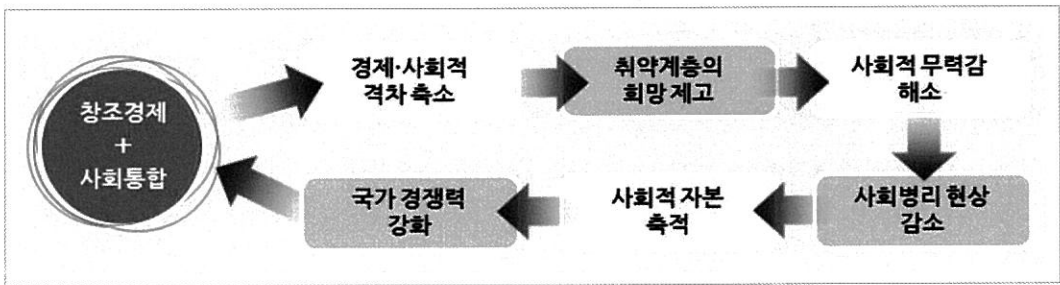 창조경제
+
사회통합
경제·사회적
격차 축소
취약계층의
희망 제고
사회적 무력감
해소
사회병리 현상
감소
사회적 자본
축적
국가 경쟁력
강화